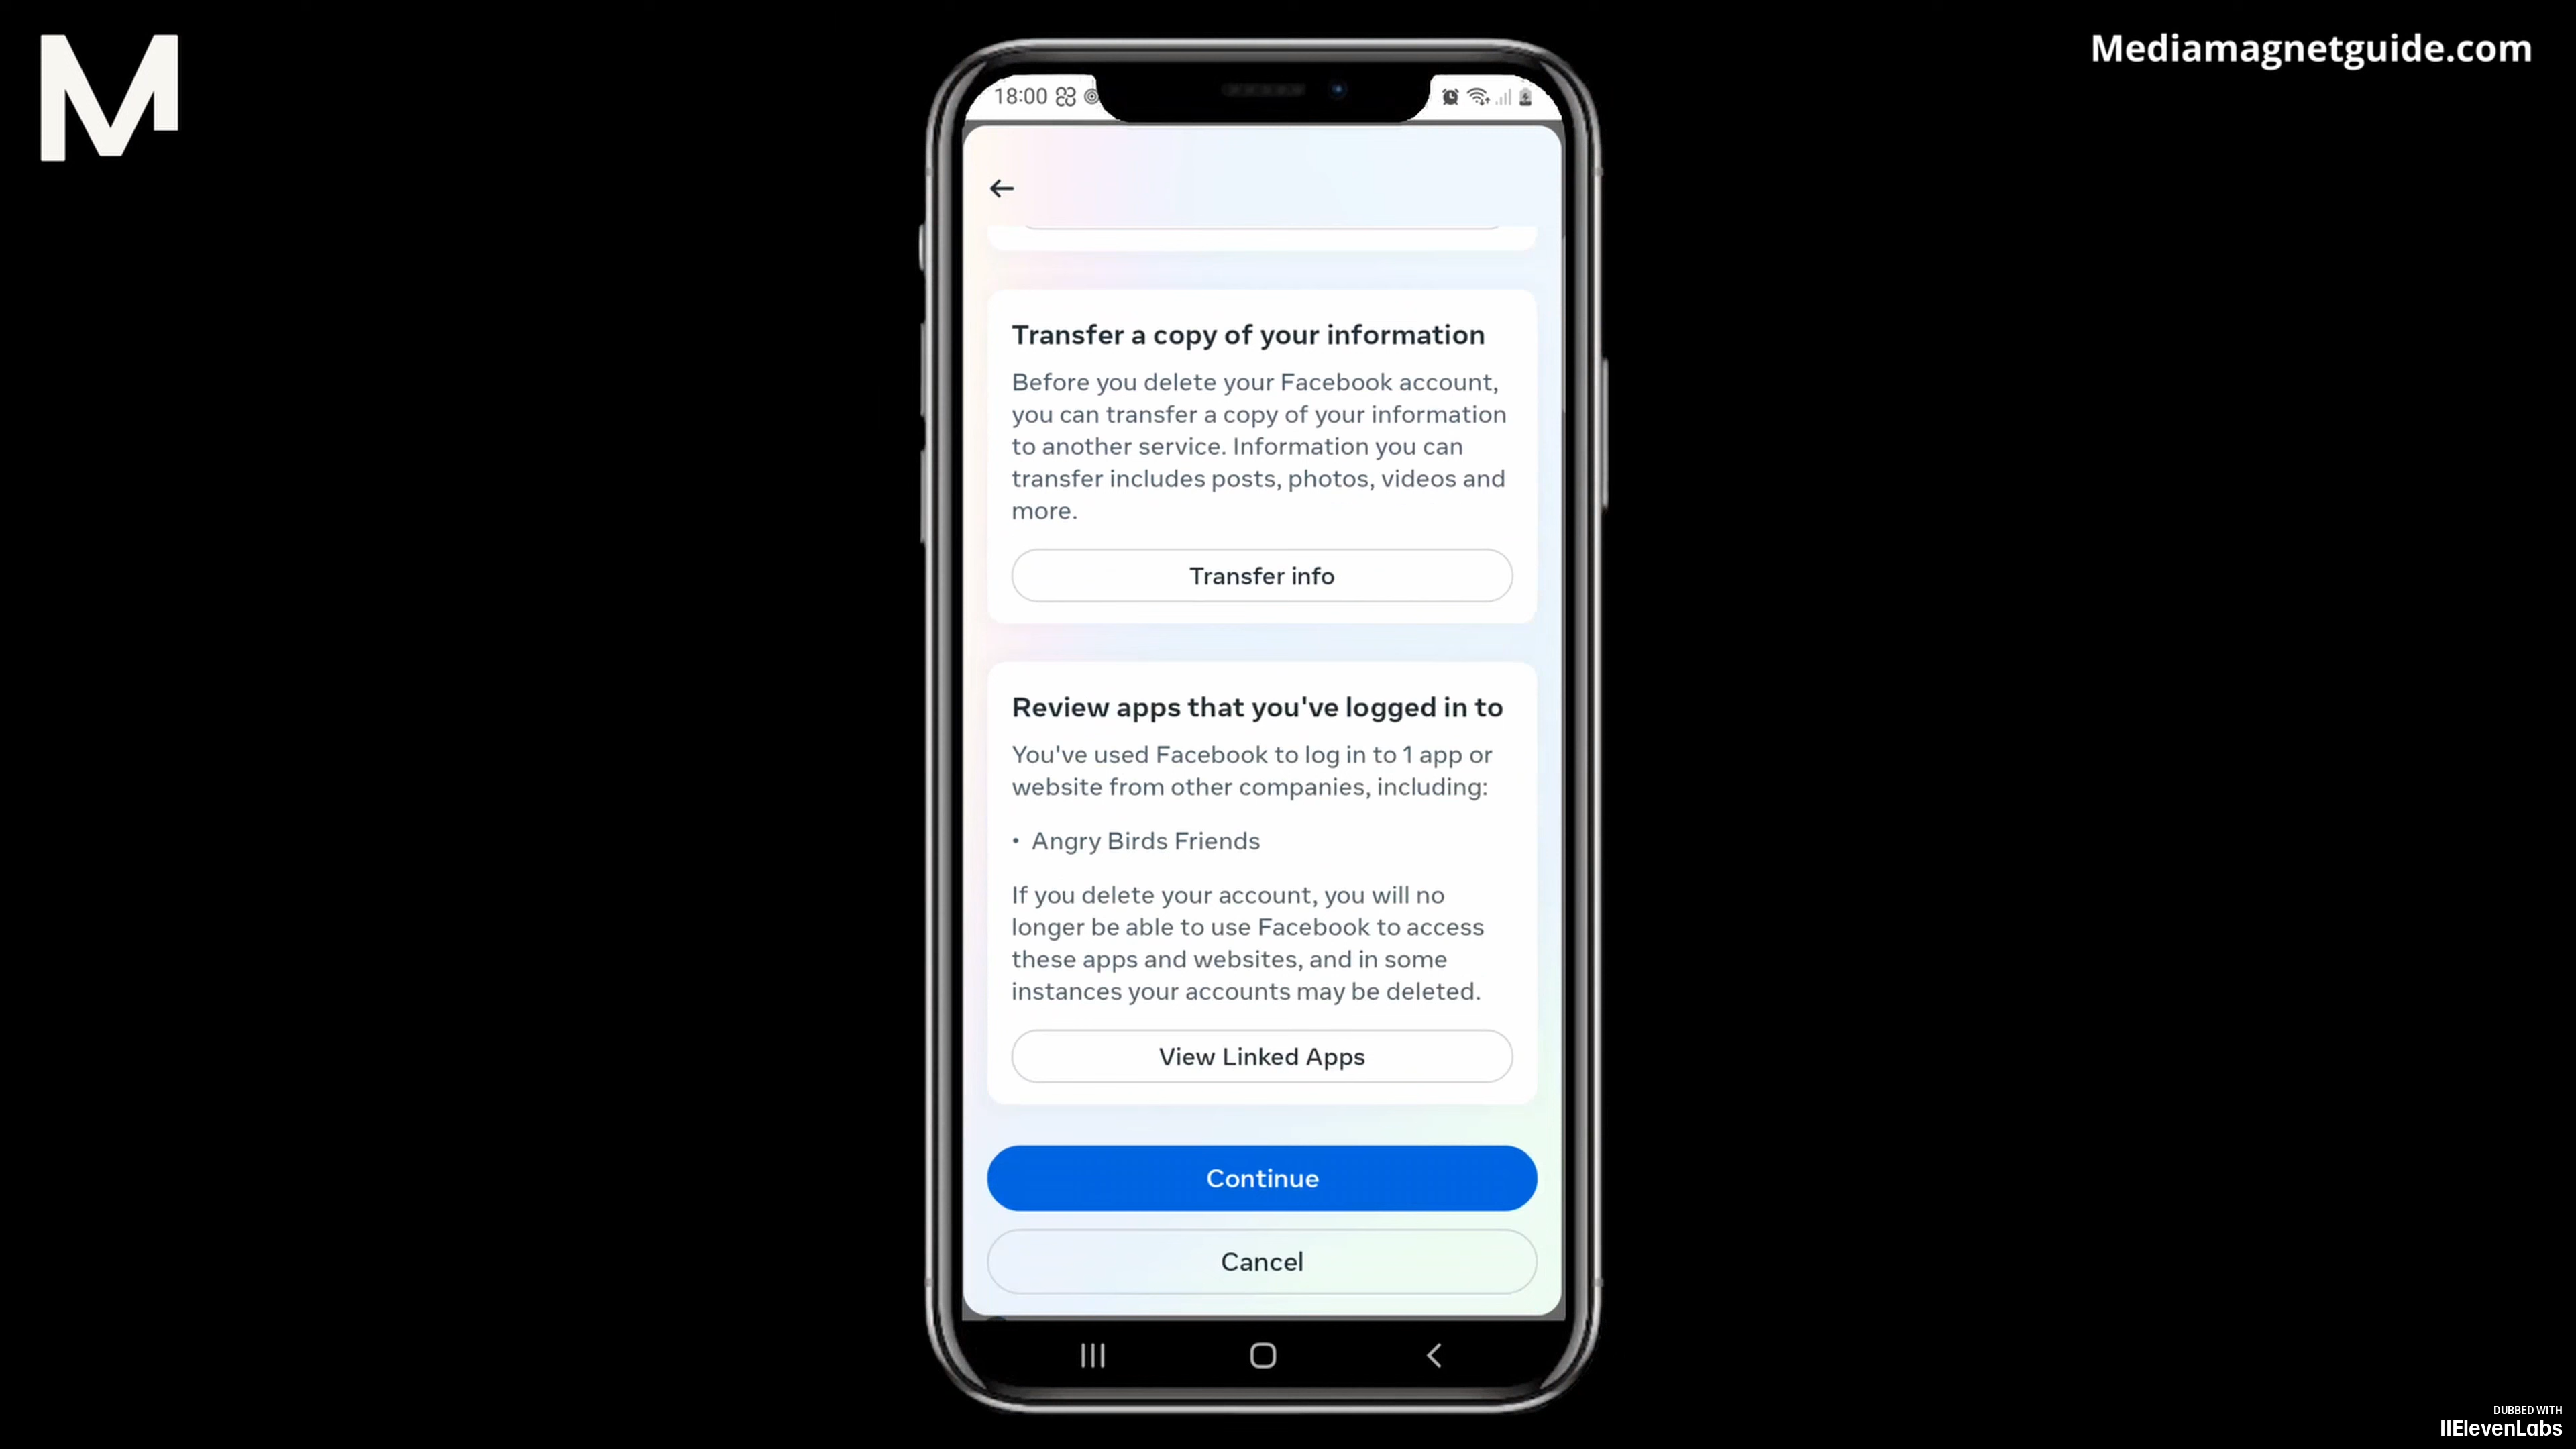 M
Mediamagnetguide.com
18:00
Transfer a copy of your information
Before you delete your Facebook account,
you can transfer a copy of your information
to another service. Information you can
transfer includes posts, photos, videos and
more.
Transfer info
Review apps that you've logged in to
You've used Facebook to log in to 1 app or
website from other companies, including:
• Angry Birds Friends
If you delete your account, you will no
longer be able to use Facebook to access
these apps and websites, and in some
instances your accounts may be deleted.
View Linked Apps
Continue
Cancel
DUBBED WITH
IIElevenLabs